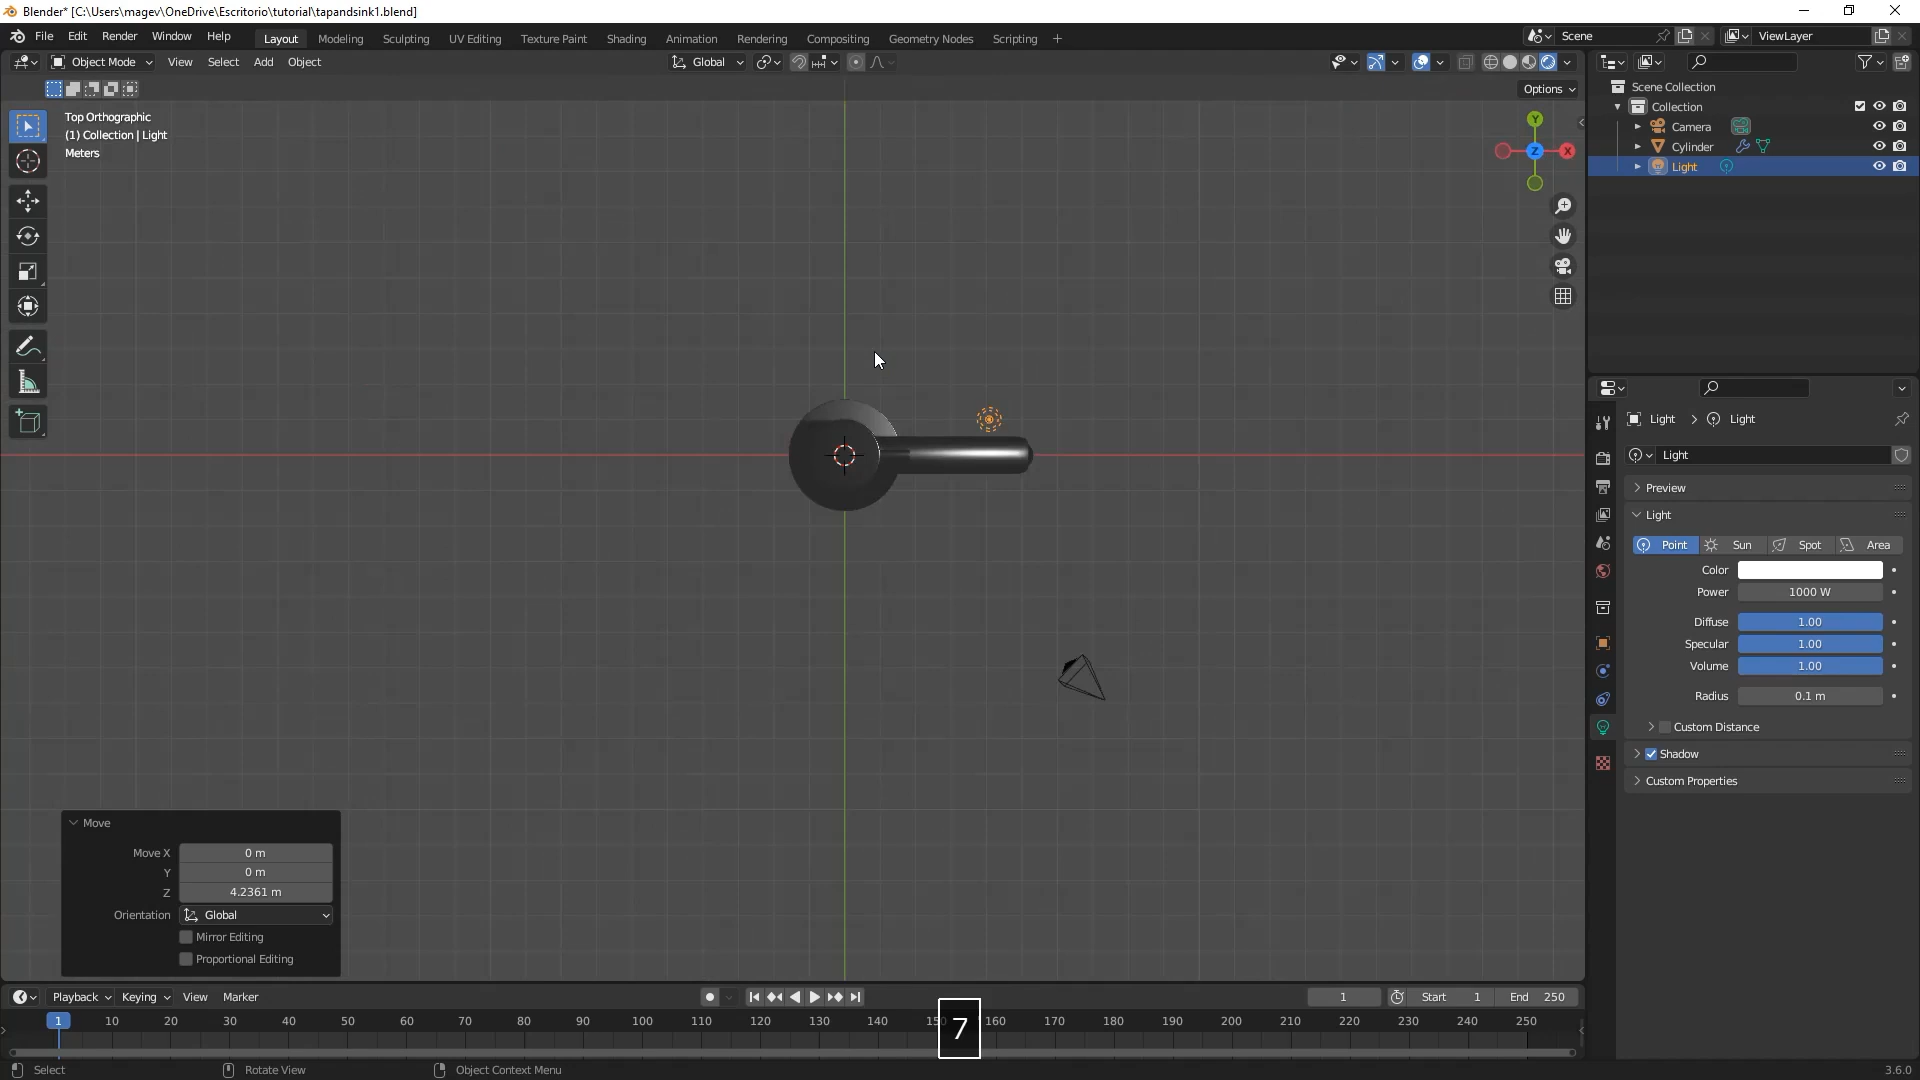 Blender* [C:\Users\magev\OneDrive\Escritorio\tutorial\tapandsink1.blend]
File Edit Render Window Help Layout Modeling Sculpting UV Editing Texture Paint Shading Animation Rendering Compositing Geometry Nodes Scripting + Scene ViewLayer
Object Mode View Select Add Object Global
Options
Top Orthographic
(1) Collection | Light
Meters
Y
X
Z
Scene Collection
Collection
Camera
Cylinder
Light
Light > Light
Light
Preview
Light
Point Sun Spot Area
Color
Power 1000 W
Diffuse 1.00
Specular 1.00
Volume 1.00
Radius 0.1 m
Custom Distance
Shadow
Custom Properties
Move
Move X 0 m
Y 0 m
Z 4.2361 m
Orientation Global
Mirror Editing
Proportional Editing
Playback Keying View Marker 1 Start 1 End 250
1 10 20 30 40 50 60 70 80 90 100 110 120 130 140 160 170 180 190 200 210 220 230 240 250
7
Select Rotate View Object Context Menu 3.6.0